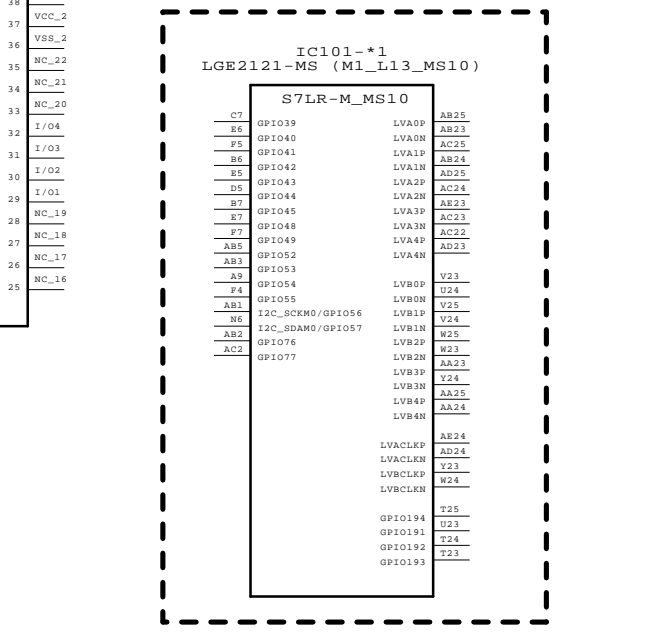 38
37 VCC_2
36 VSS_2
35 NC_22
34 NC_21
33 NC_20
32 I/O4
31 I/O3
30 I/O2
29 I/O1
28 NC_19
27 NC_18
26 NC_17
25 NC_16
IC101-*1
LGE2121-MS (M1_L13_MS10)
S7LR-M_MS10
C7 GPIO39
E6 GPIO40
F5 GPIO41
B6 GPIO42
E5 GPIO43
D5 GPIO44
B7 GPIO45
E7 GPIO48
F7 GPIO49
AB5 GPIO52
AB3 GPIO53
A9 GPIO54
F4 GPIO55
AB1 I2C_SCKM0/GPIO56
N6 I2C_SDAM0/GPIO57
AB2 GPIO76
AC2 GPIO77
LVA0P AB25
LVA0N AB23
LVA1P AC25
LVA1N AB24
LVA2P AD25
LVA2N AC24
LVA3P AE23
LVA3N AC23
LVA4P AC22
LVA4N AD23
LVB0P V23
LVB0N U24
LVB1P V25
LVB1N V24
LVB2P W25
LVB2N W23
LVB3P AA23
LVB3N Y24
LVB4P AA25
LVB4N AA24
LVACLKP AE24
LVACLKN AD24
LVBCLKP Y23
LVBCLKN W24
GPIO194 T25
GPIO191 U23
GPIO192 T24
GPIO193 T23